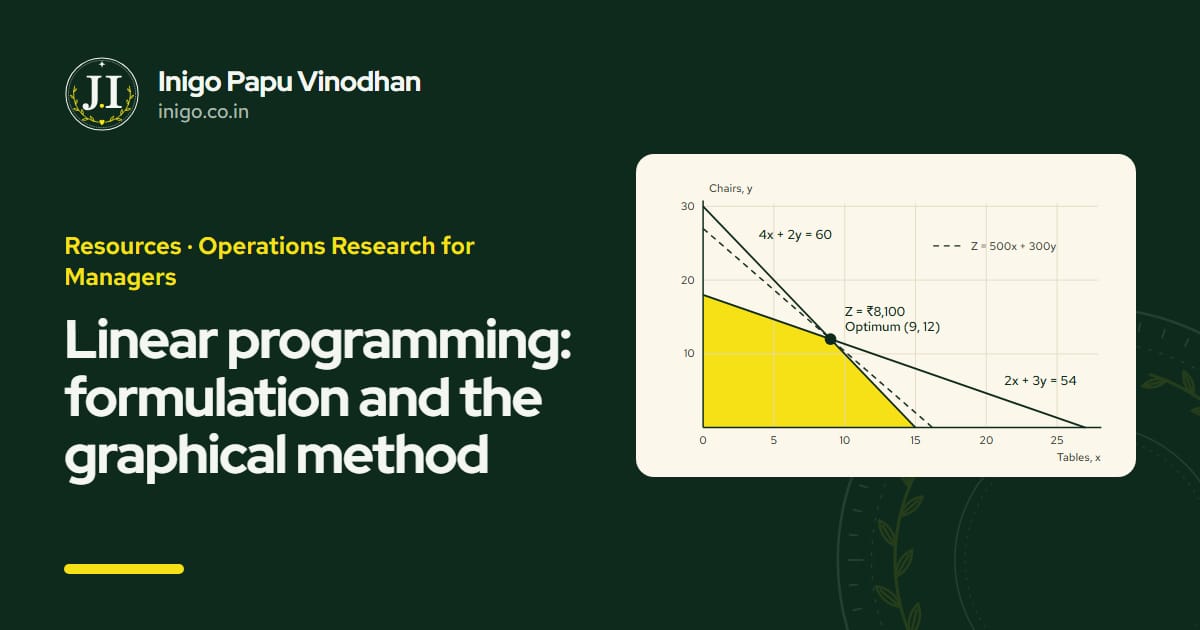 J.I
Inigo Papu Vinodhan
inigo.co.in
Resources · Operations Research for
Managers
Linear programming:
formulation and the
graphical method
Chairs, y
30
20
10
4x + 2y = 60
Z = 500x + 300y
Z = ₹8,100
Optimum (9, 12)
2x + 3y = 54
0
5
10
15
20
25
Tables, x